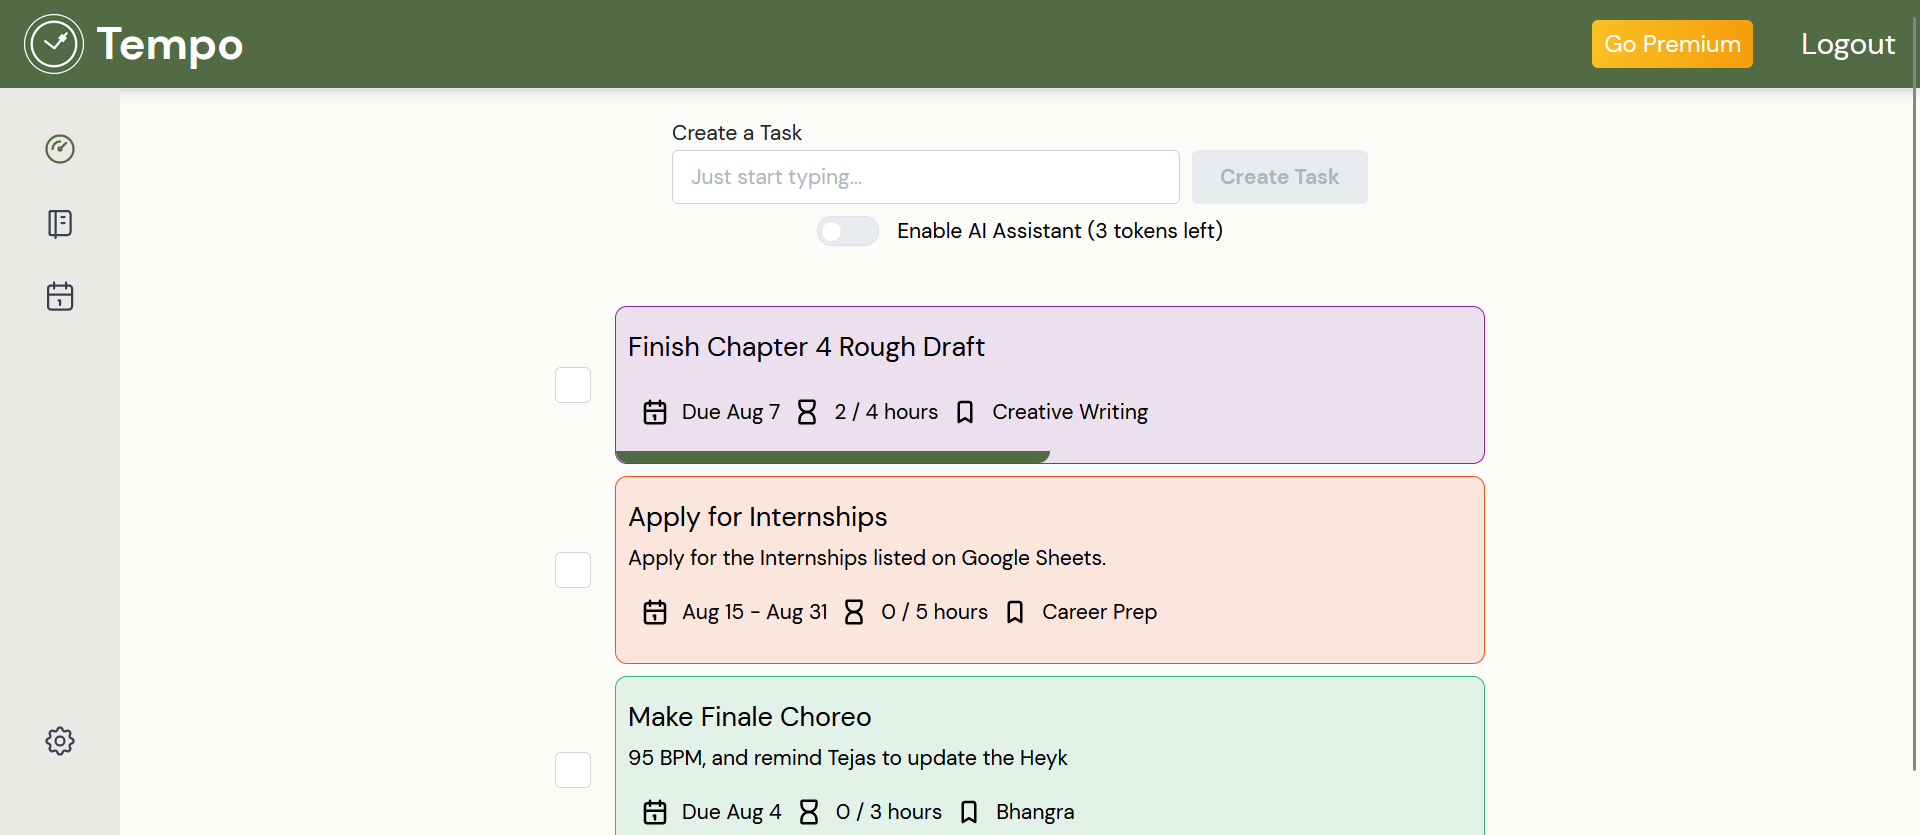 Tempo
Go Premium
Logout
Create a Task
Just start typing...
Create Task
Enable AI Assistant (3 tokens left)
Finish Chapter 4 Rough Draft
Due Aug 7 2 / 4 hours Creative Writing
Apply for Internships
Apply for the Internships listed on Google Sheets.
Aug 15 - Aug 31 0 / 5 hours Career Prep
Make Finale Choreo
95 BPM, and remind Tejas to update the Heyk
Due Aug 4 0 / 3 hours Bhangra